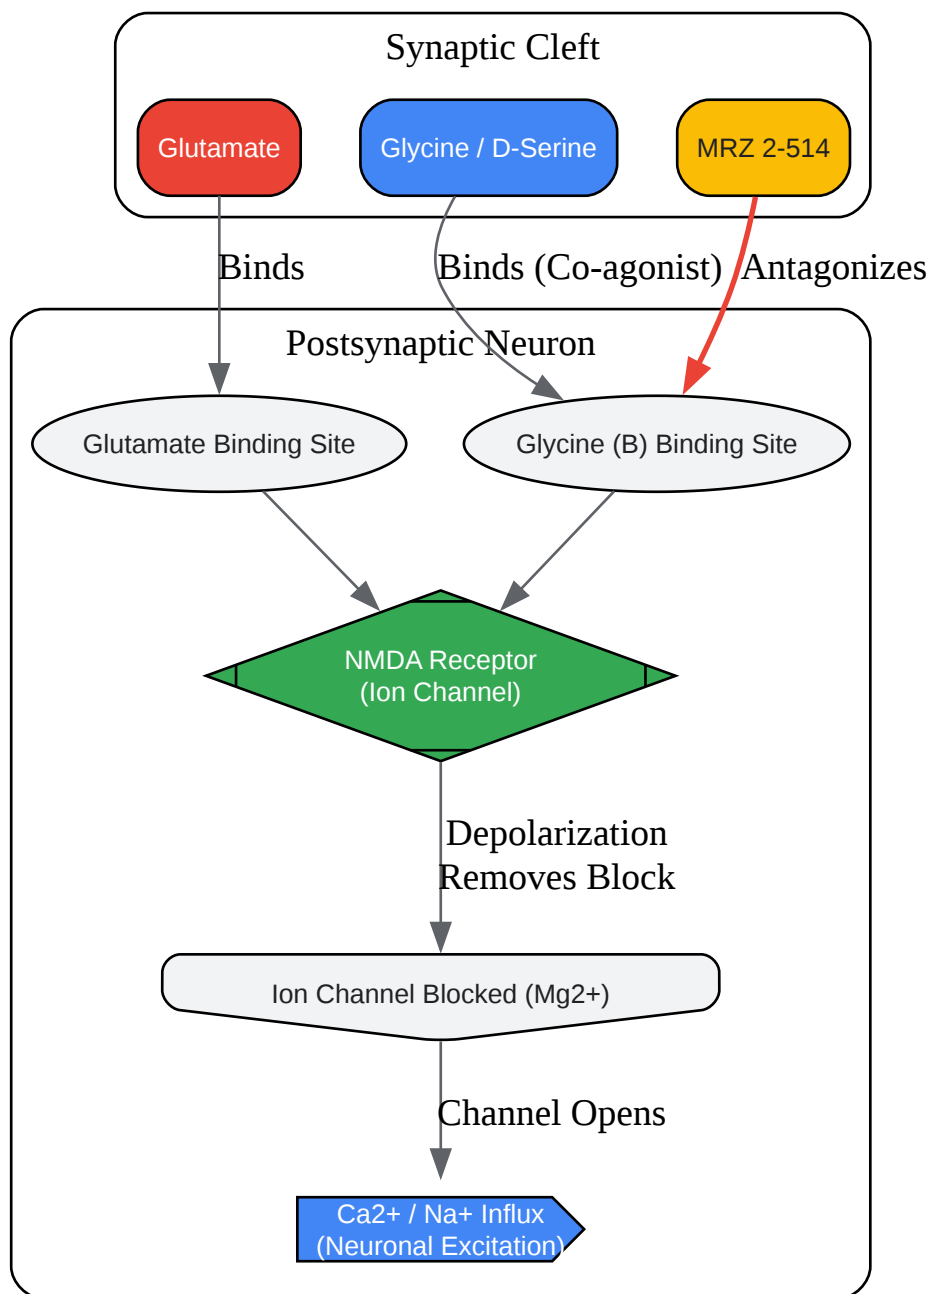 Synaptic Cleft
Glutamate
Glycine / D-Serine
MRZ 2-514
Binds
Binds (Co-agonist)
Antagonizes
Postsynaptic Neuron
Glutamate Binding Site
Glycine (B) Binding Site
NMDA Receptor
(Ion Channel)
Depolarization
Removes Block
Ion Channel Blocked (Mg2+)
Channel Opens
Ca2+ / Na+ Influx
(Neuronal Excitation)